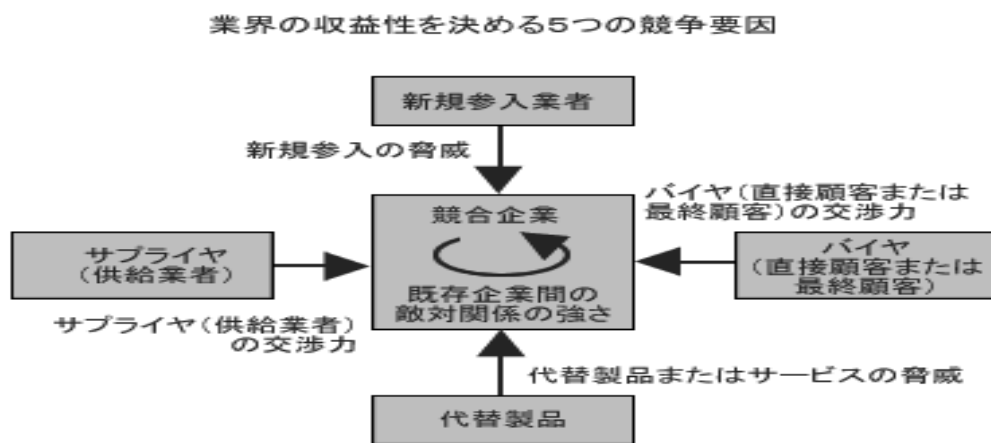 業界の収益性を決める5つの競争要因
新規参入業者
新規参入の脅威
バイヤ(直接顧客または
最終顧客)の交渉力
競合企業
既存企業間の
敵対関係の強さ
サプライヤ
(供給業者)
バイヤ
(直接顧客または
最終顧客)
サプライヤ(供給業者)
の交渉力
代替製品またはサービスの脅威
代替製品